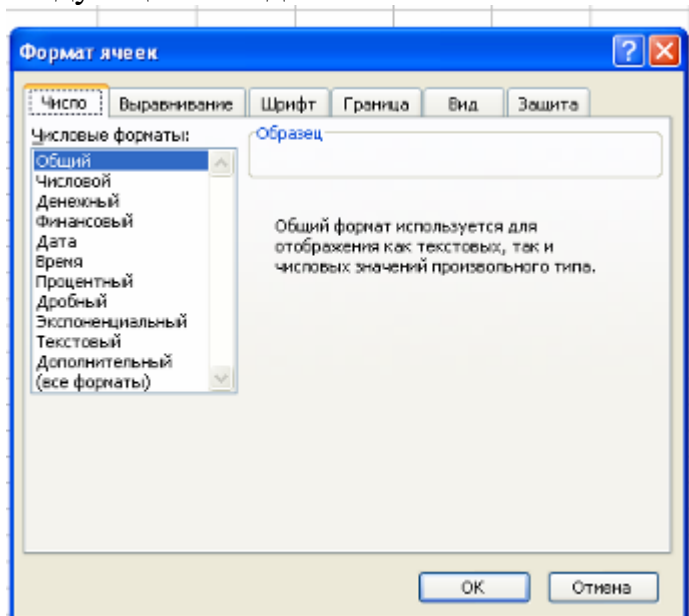 Формат ячеек
Число Выравнивание Шрифт Граница Вид Защита
Числовые форматы:
Образец
Общий
Числовой
Денежный
Финансовый
Дата
Время
Процентный
Дробный
Экспоненциальный
Текстовый
Дополнительный
(все форматы)
Общий формат используется для
отображения как текстовых, так и
числовых значений произвольного типа.
ОК Отмена